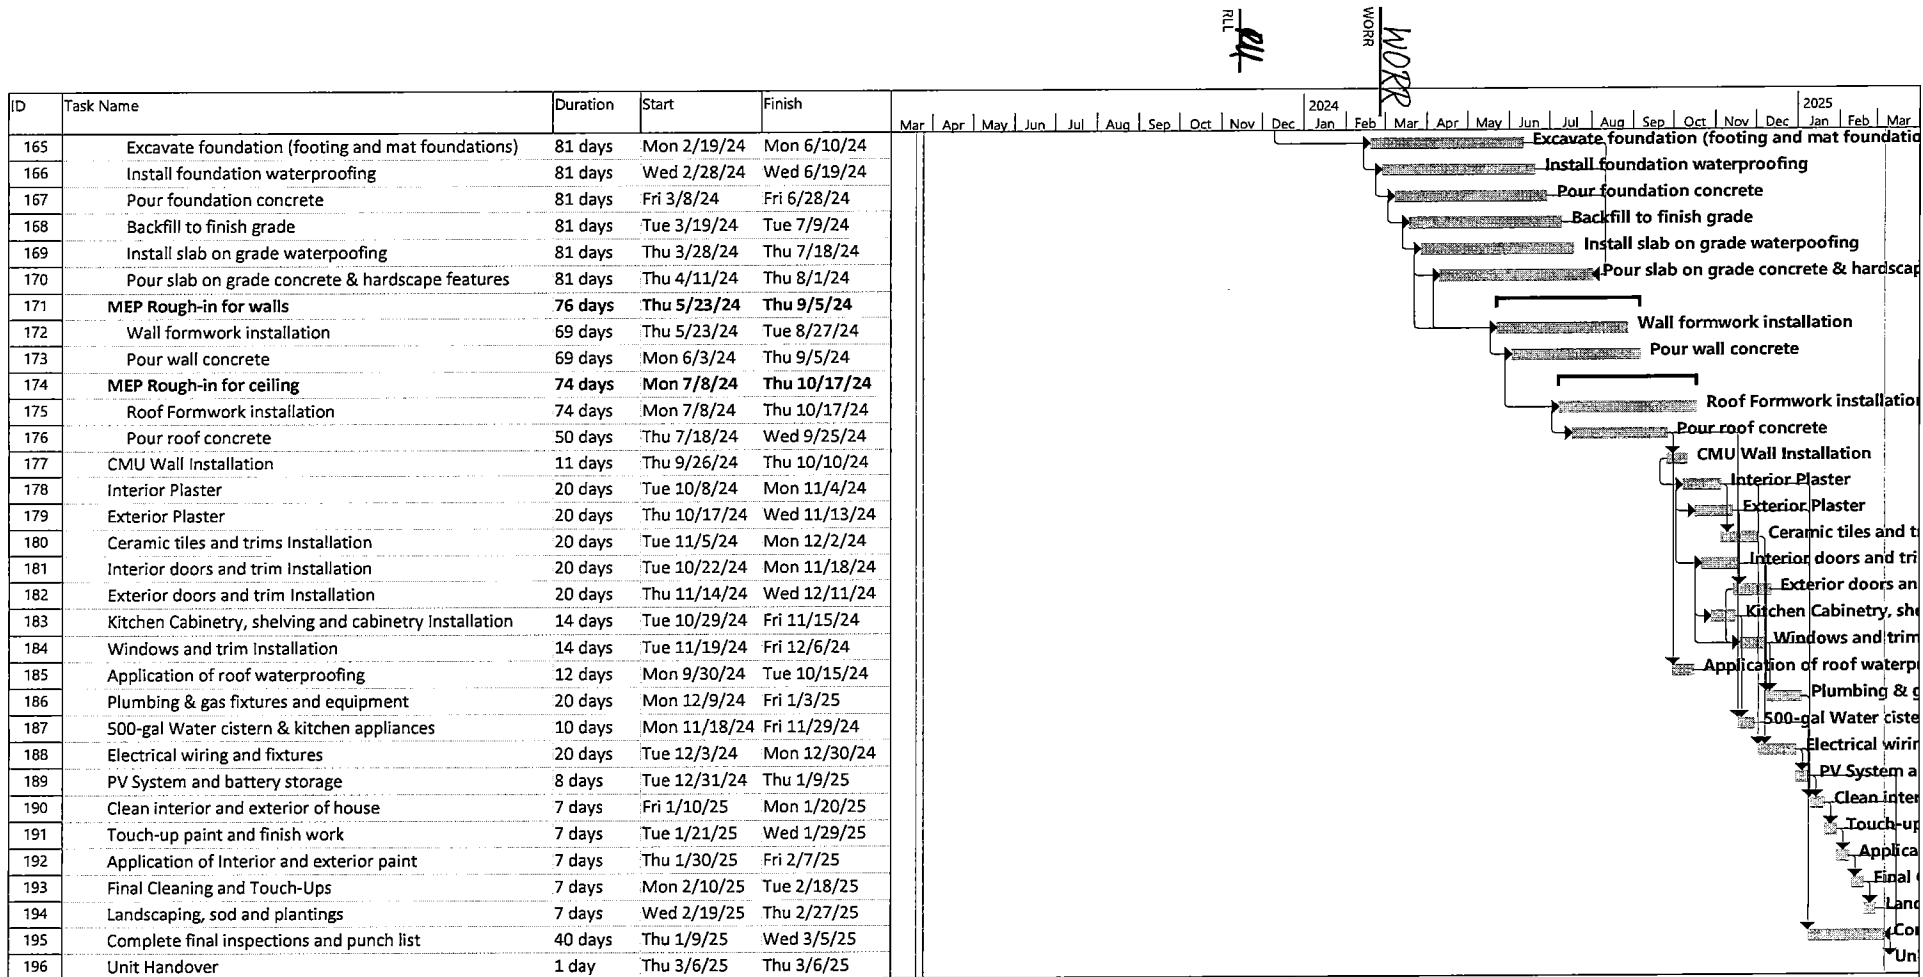 RLL
RLL
WORR
WORR
ID Task Name Duration Start Finish 2024 2025
Mar Apr May Jun Jul Aug Sep Oct Nov Dec Jan Feb Mar Apr May Jun Jul Aug Sep Oct Nov Dec Jan Feb Mar
165 Excavate foundation (footing and mat foundations) 81 days Mon 2/19/24 Mon 6/10/24 Excavate foundation (footing and mat foundatio
166 Install foundation waterproofing 81 days Wed 2/28/24 Wed 6/19/24 Install foundation waterproofing
167 Pour foundation concrete 81 days Fri 3/8/24 Fri 6/28/24 Pour foundation concrete
168 Backfill to finish grade 81 days Tue 3/19/24 Tue 7/9/24 Backfill to finish grade
169 Install slab on grade waterpoofing 81 days Thu 3/28/24 Thu 7/18/24 Install slab on grade waterpoofing
170 Pour slab on grade concrete & hardscape features 81 days Thu 4/11/24 Thu 8/1/24 Pour slab on grade concrete & hardscap
171 MEP Rough-in for walls 76 days Thu 5/23/24 Thu 9/5/24
172 Wall formwork installation 69 days Thu 5/23/24 Tue 8/27/24 Wall formwork installation
173 Pour wall concrete 69 days Mon 6/3/24 Thu 9/5/24 Pour wall concrete
174 MEP Rough-in for ceiling 74 days Mon 7/8/24 Thu 10/17/24
175 Roof Formwork installation 74 days Mon 7/8/24 Thu 10/17/24 Roof Formwork installation
176 Pour roof concrete 50 days Thu 7/18/24 Wed 9/25/24 Pour roof concrete
177 CMU Wall Installation 11 days Thu 9/26/24 Thu 10/10/24 CMU Wall Installation
178 Interior Plaster 20 days Tue 10/8/24 Mon 11/4/24 Interior Plaster
179 Exterior Plaster 20 days Thu 10/17/24 Wed 11/13/24 Exterior Plaster
180 Ceramic tiles and trims Installation 20 days Tue 11/5/24 Mon 12/2/24 Ceramic tiles and t
181 Interior doors and trim Installation 20 days Tue 10/22/24 Mon 11/18/24 Interior doors and tri
182 Exterior doors and trim Installation 20 days Thu 11/14/24 Wed 12/11/24 Exterior doors an
183 Kitchen Cabinetry, shelving and cabinetry Installation 14 days Tue 10/29/24 Fri 11/15/24 Kitchen Cabinetry, she
184 Windows and trim Installation 14 days Tue 11/19/24 Fri 12/6/24 Windows and trim
185 Application of roof waterproofing 12 days Mon 9/30/24 Tue 10/15/24 Application of roof waterp
186 Plumbing & gas fixtures and equipment 20 days Mon 12/9/24 Fri 1/3/25 Plumbing & g
187 500-gal Water cistern & kitchen appliances 10 days Mon 11/18/24 Fri 11/29/24 500-gal Water ciste
188 Electrical wiring and fixtures 20 days Tue 12/3/24 Mon 12/30/24 Electrical wirin
189 PV System and battery storage 8 days Tue 12/31/24 Thu 1/9/25 PV System a
190 Clean interior and exterior of house 7 days Fri 1/10/25 Mon 1/20/25 Clean inter
191 Touch-up paint and finish work 7 days Tue 1/21/25 Wed 1/29/25 Touch-up
192 Application of Interior and exterior paint 7 days Thu 1/30/25 Fri 2/7/25 Applica
193 Final Cleaning and Touch-Ups 7 days Mon 2/10/25 Tue 2/18/25 Final
194 Landscaping, sod and plantings 7 days Wed 2/19/25 Thu 2/27/25 Land
195 Complete final inspections and punch list 40 days Thu 1/9/25 Wed 3/5/25 Con
196 Unit Handover 1 day Thu 3/6/25 Thu 3/6/25 Un